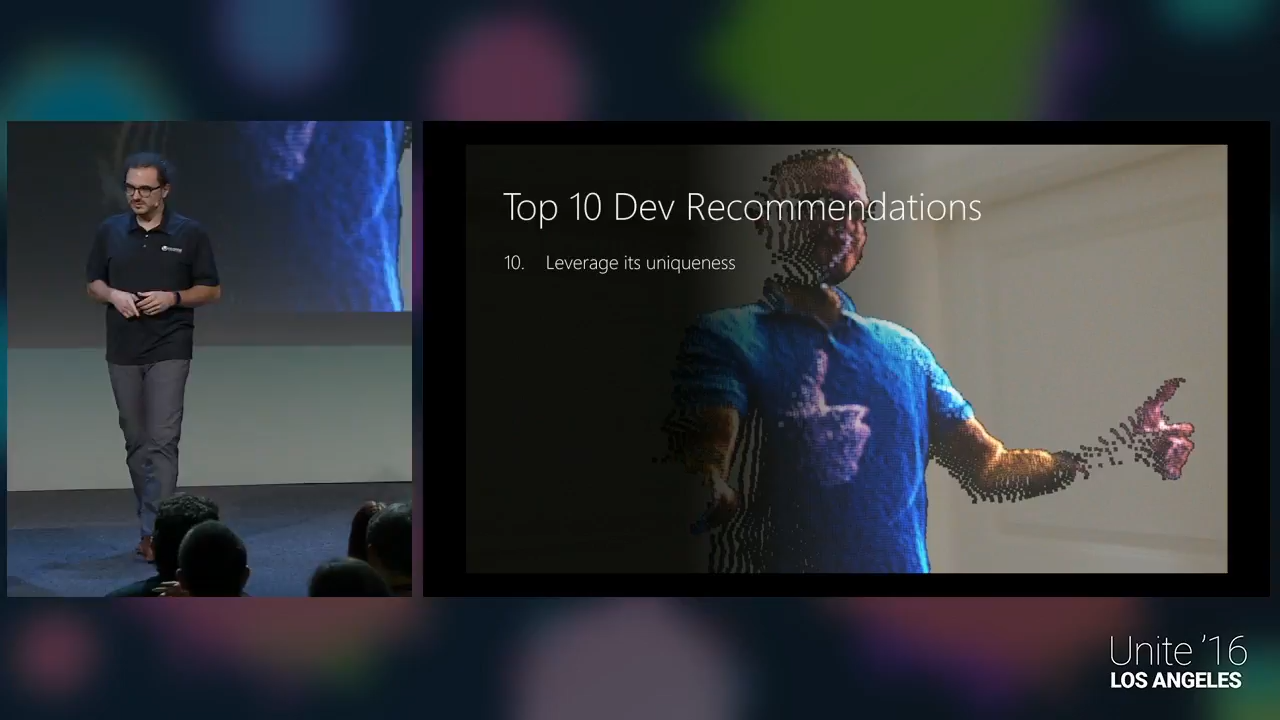 Top 10 Dev Recommendations
10. Leverage its uniqueness
Unite '16
LOS ANGELES